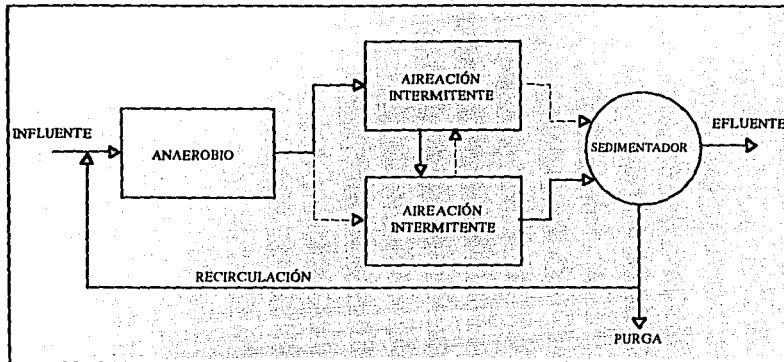 AIREACIÓN
INTERMITENTE
INFLUENTE
ANAEROBIO
SEDIMENTADOR
EFLUENTE
AIREACIÓN
INTERMITENTE
RECIRCULACIÓN
PURGA